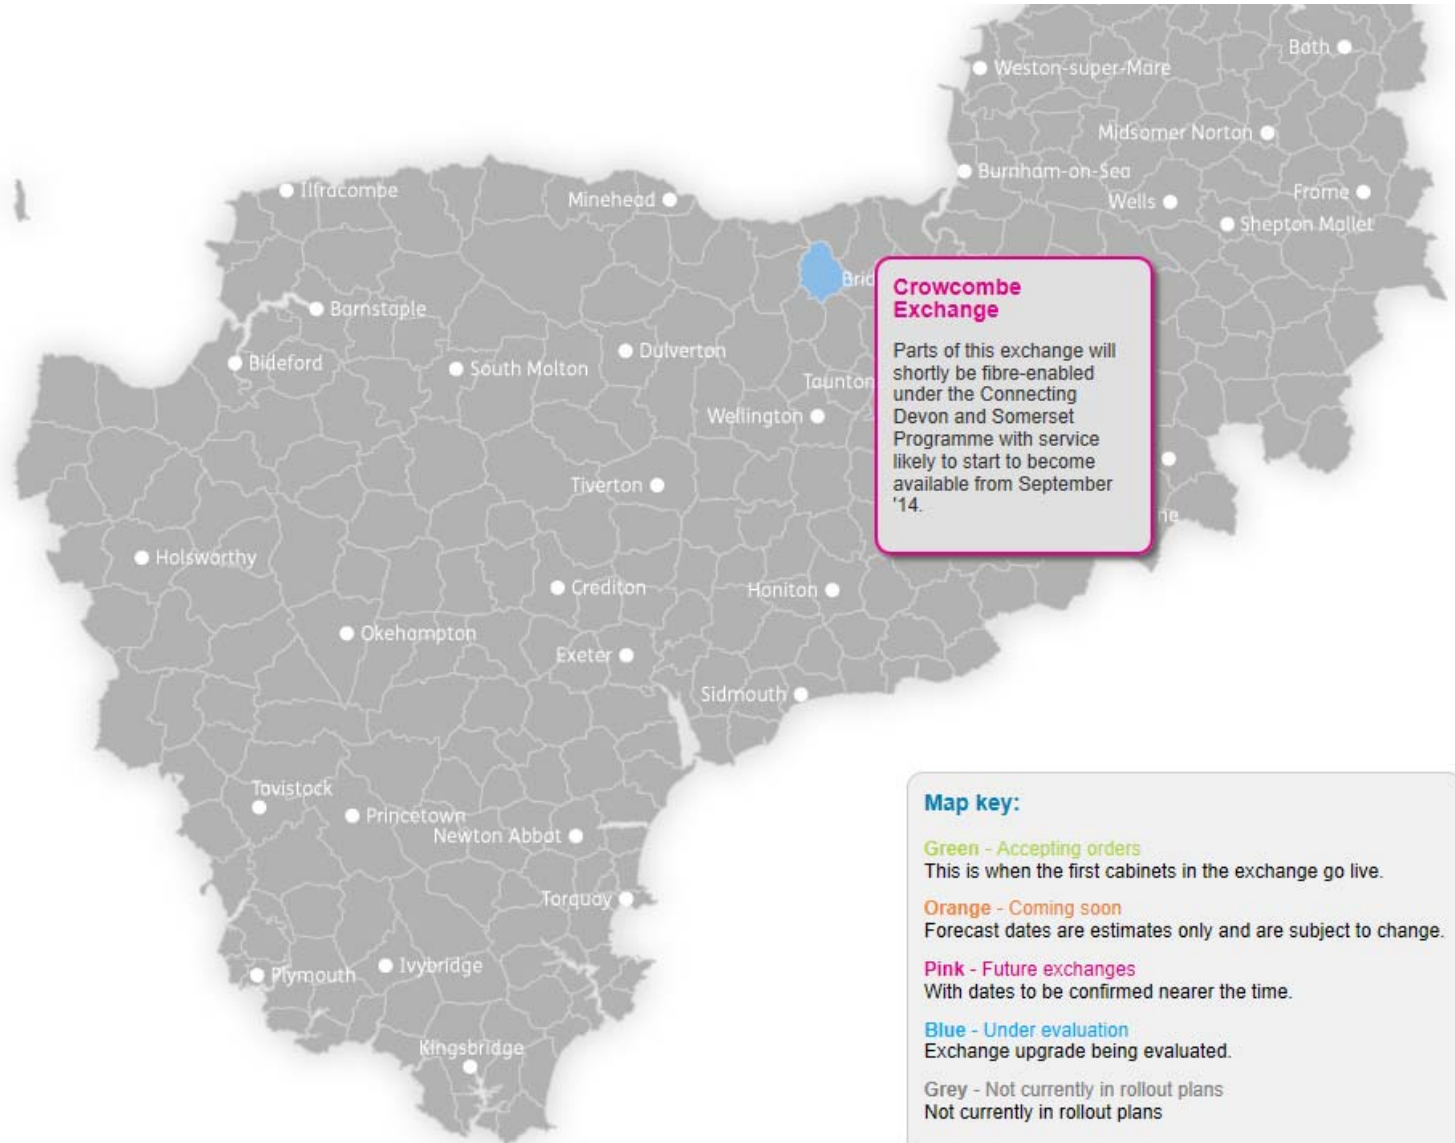 Bath
Weston-super-Mare
Midsomer Norton
Burnham-on-Sea
Ilfracombe
Minehead
Wells
Frome
Shepton Mallet
Crowcombe
Exchange
Barnstaple
Parts of this exchange will
shortly be fibre-enabled
under the Connecting
Devon and Somerset
Programme with service
likely to start to become
available from September
'14.
Bideford
South Molton
Dulverton
Taunton
Wellington
Tiverton
Holsworthy
Crediton
Honiton
Okehampton
Exeter
Sidmouth
Tavistock
Princetown
Newton Abbot
Torquay
Plymouth
Ivybridge
Kingsbridge
Map key:
Green - Accepting orders
This is when the first cabinets in the exchange go live.
Orange - Coming soon
Forecast dates are estimates only and are subject to change.
Pink - Future exchanges
With dates to be confirmed nearer the time.
Blue - Under evaluation
Exchange upgrade being evaluated.
Grey - Not currently in rollout plans
Not currently in rollout plans